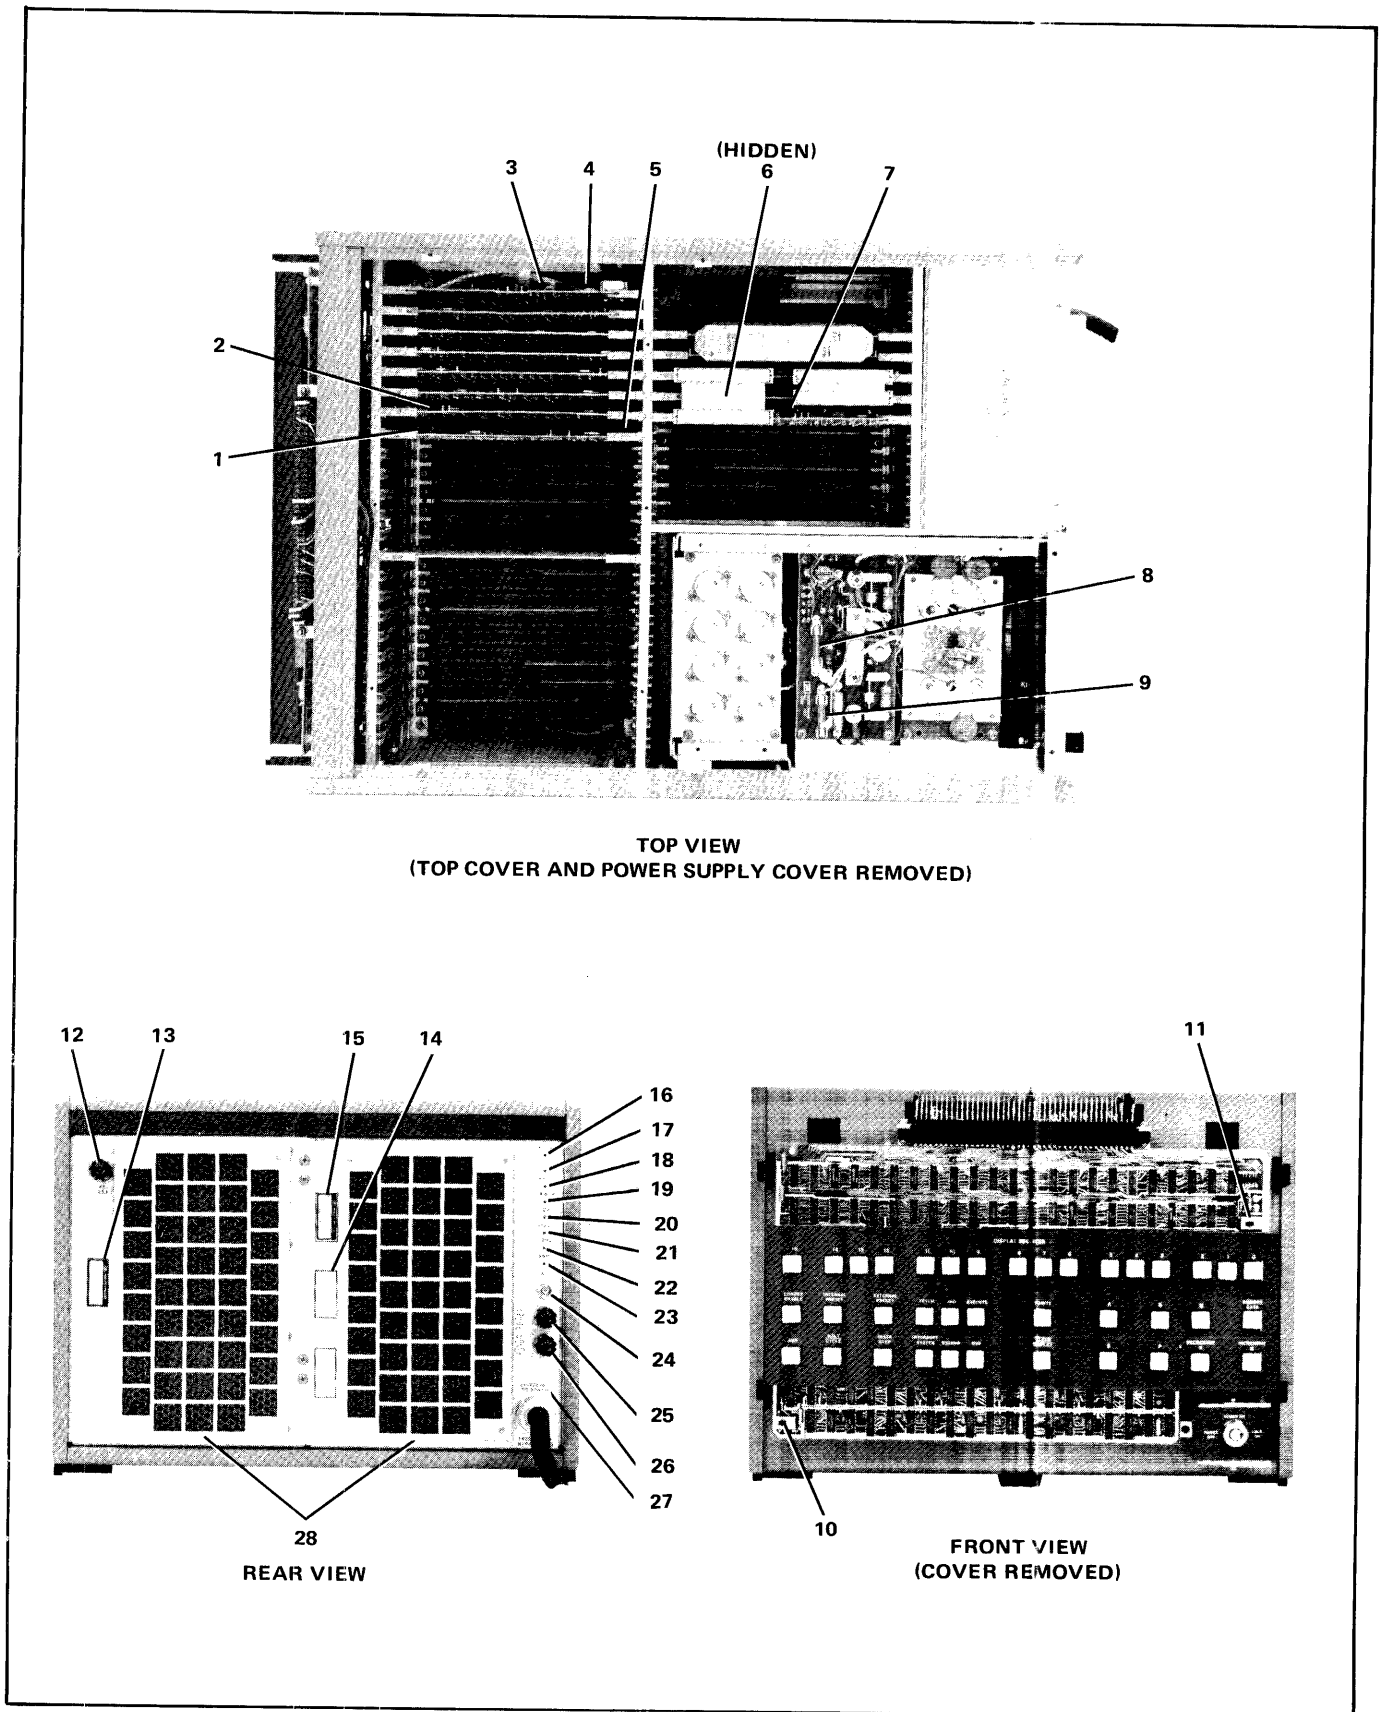 (HIDDEN)
3 4 5 6 7
2
1
8
9
TOP VIEW
(TOP COVER AND POWER SUPPLY COVER REMOVED)
12 13 15 14
16
17
18
19
20
21
22
23
24
25
26
27
28
REAR VIEW
11
10
FRONT VIEW
(COVER REMOVED)